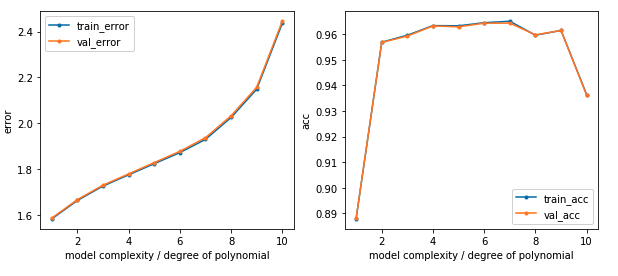 train_error
val_error
2.4
2.2
2.0
1.8
1.6
error
2 4 6 8 10
model complexity / degree of polynomial
0.96
0.95
0.94
0.93
0.92
0.91
0.90
0.89
acc
train_acc
val_acc
2 4 6 8 10
model complexity / degree of polynomial